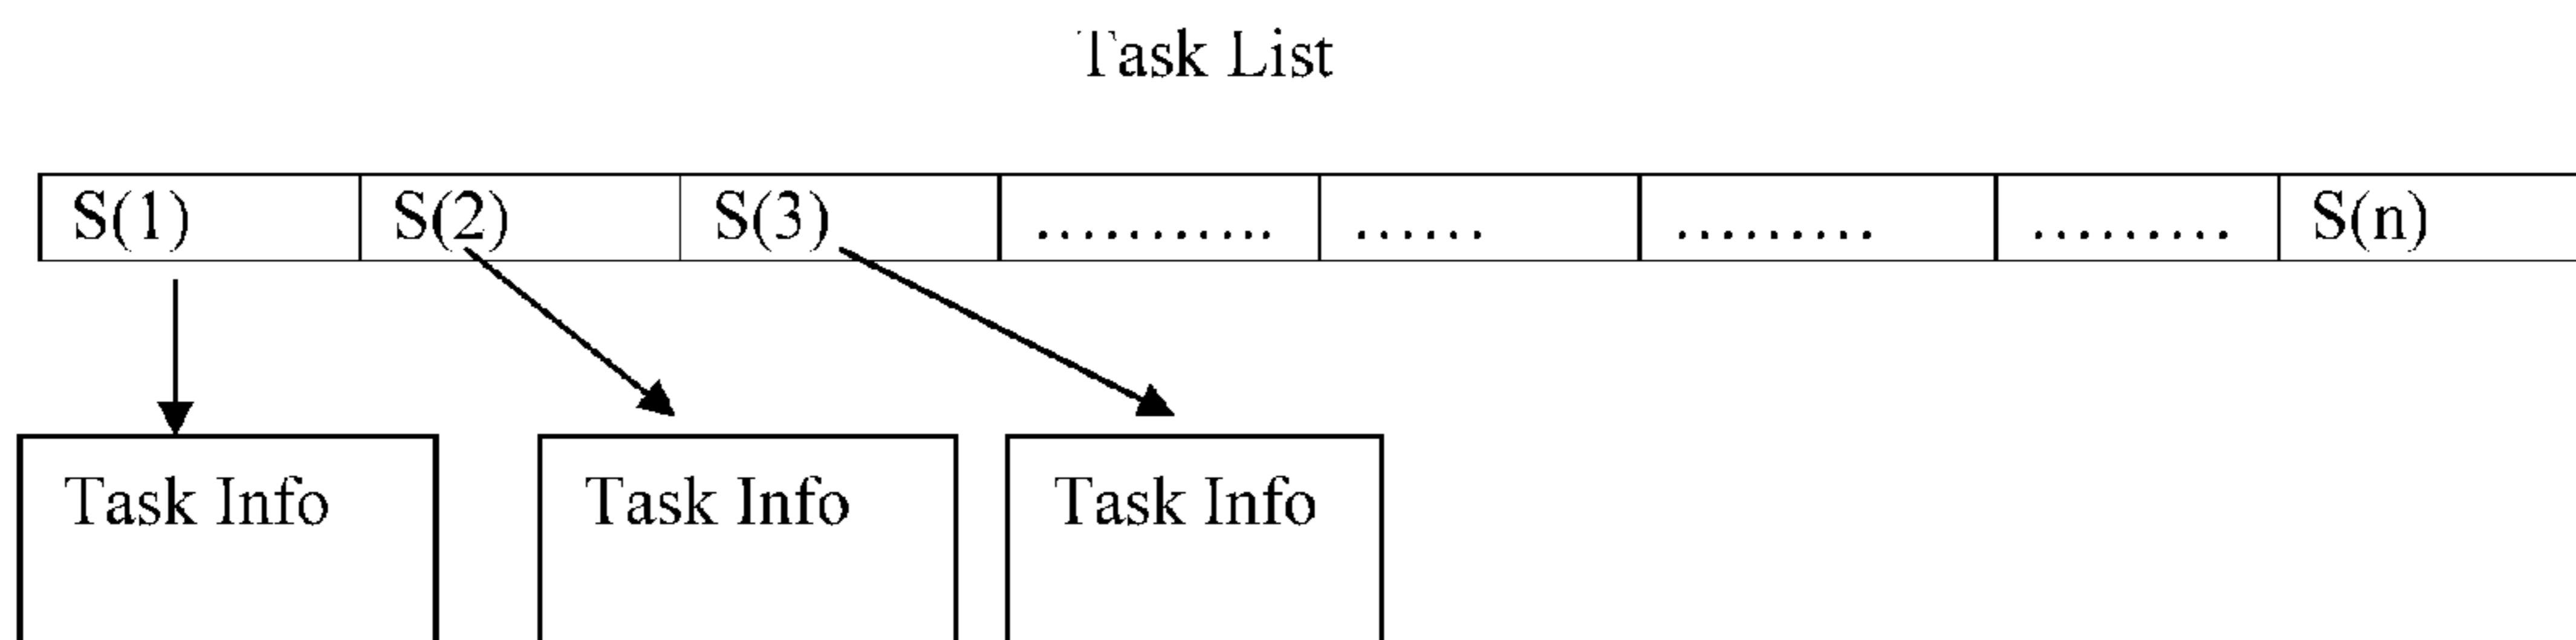 Task List
S(1) S(2) S(3) ........... ...... ......... ......... S(n)
Task Info Task Info Task Info